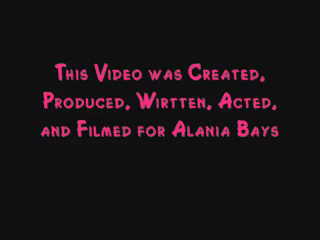 This Video was Created,
Produced, Wirtten, Acted,
and Filmed for Alania Bays